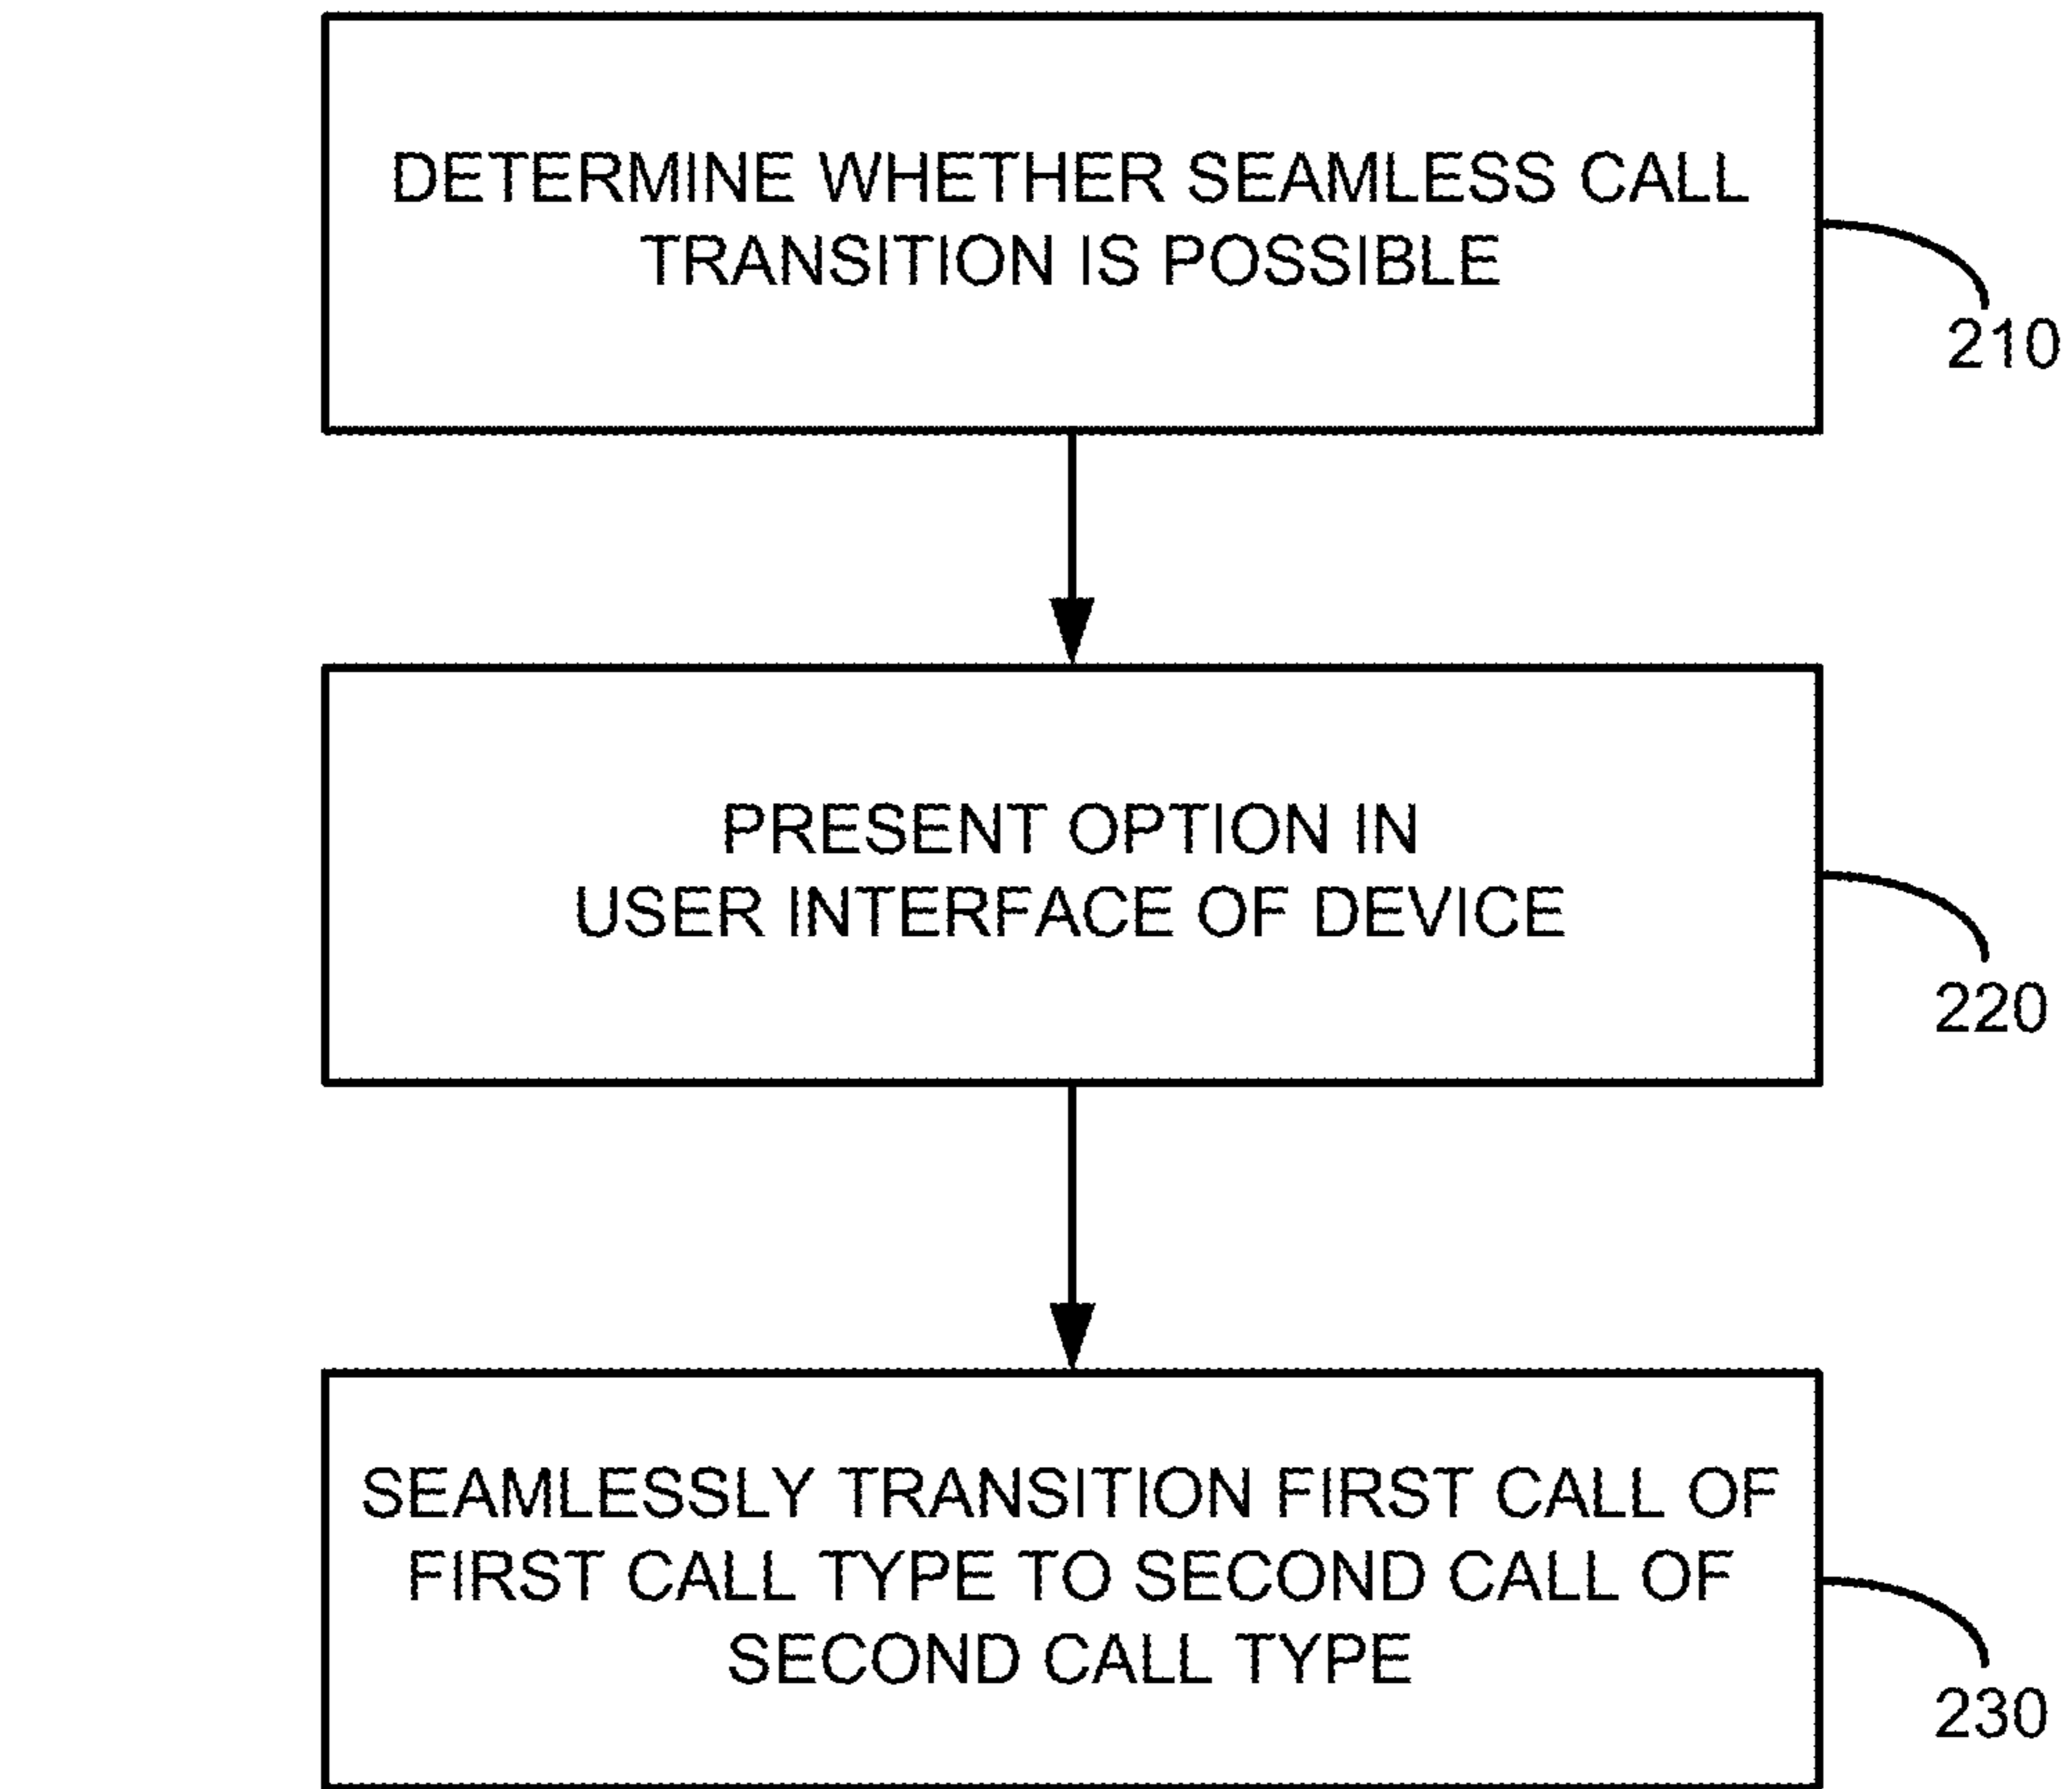 DETERMINE WHETHER SEAMLESS CALL
TRANSITION IS POSSIBLE
210
PRESENT OPTION IN
USER INTERFACE OF DEVICE
220
SEAMLESSLY TRANSITION FIRST CALL OF
FIRST CALL TYPE TO SECOND CALL OF
SECOND CALL TYPE
230